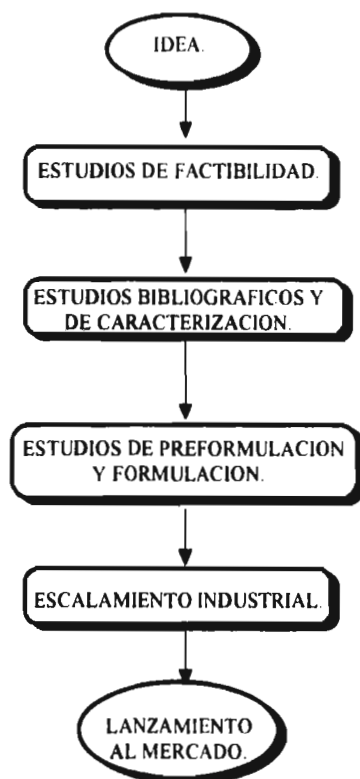 IDEA.
ESTUDIOS DE FACTIBILIDAD.
ESTUDIOS BIBLIOGRAFICOS Y
DE CARACTERIZACION.
ESTUDIOS DE PREFORMULACION
Y FORMULACION.
ESCALAMIENTO INDUSTRIAL.
LANZAMIENTO
AL MERCADO.